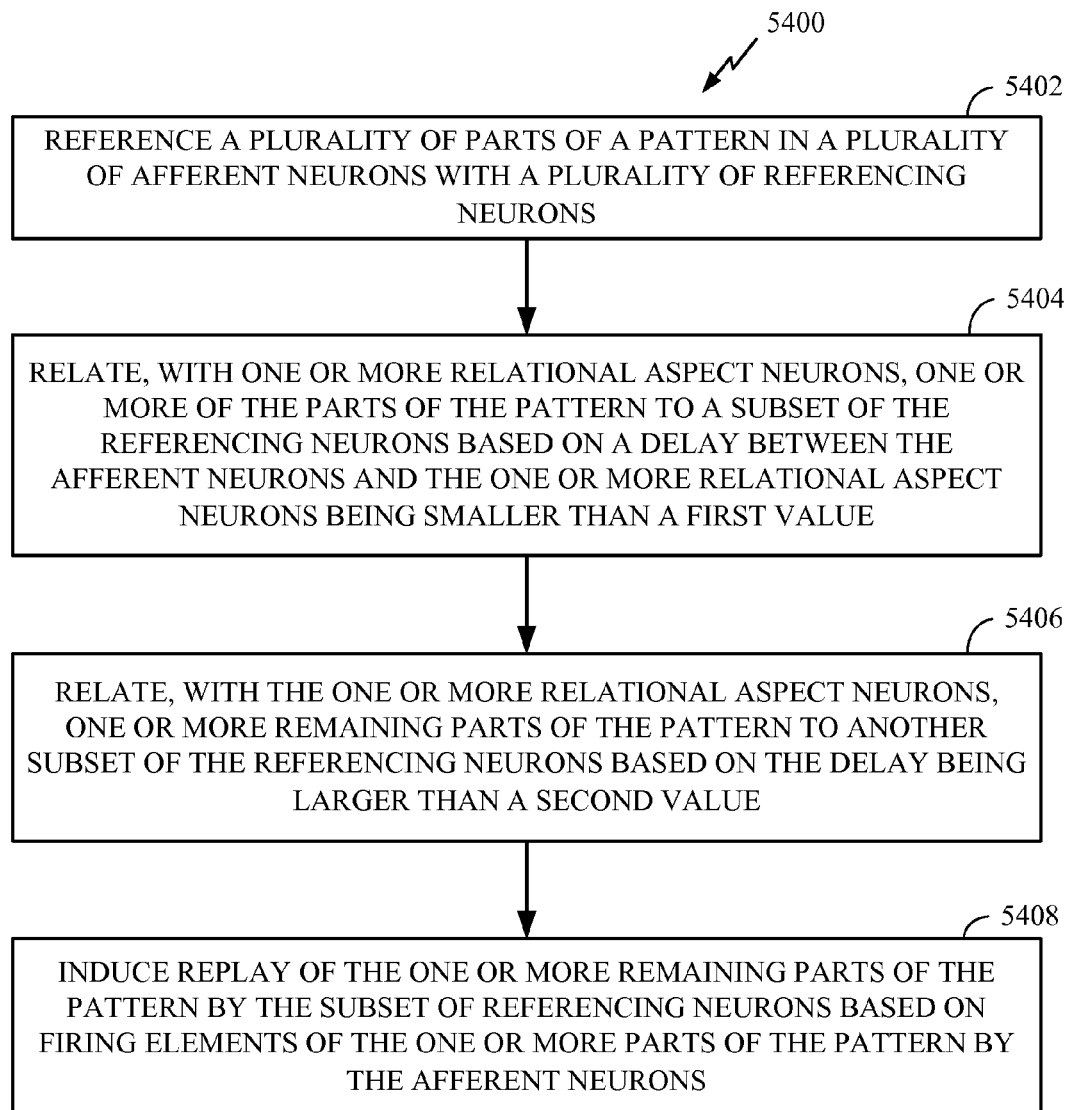 5400
5402
REFERENCE A PLURALITY OF PARTS OF A PATTERN IN A PLURALITY
OF AFFERENT NEURONS WITH A PLURALITY OF REFERENCING
NEURONS
5404
RELATE, WITH ONE OR MORE RELATIONAL ASPECT NEURONS, ONE OR
MORE OF THE PARTS OF THE PATTERN TO A SUBSET OF THE
REFERENCING NEURONS BASED ON A DELAY BETWEEN THE
AFFERENT NEURONS AND THE ONE OR MORE RELATIONAL ASPECT
NEURONS BEING SMALLER THAN A FIRST VALUE
5406
RELATE, WITH THE ONE OR MORE RELATIONAL ASPECT NEURONS,
ONE OR MORE REMAINING PARTS OF THE PATTERN TO ANOTHER
SUBSET OF THE REFERENCING NEURONS BASED ON THE DELAY BEING
LARGER THAN A SECOND VALUE
5408
INDUCE REPLAY OF THE ONE OR MORE REMAINING PARTS OF THE
PATTERN BY THE SUBSET OF REFERENCING NEURONS BASED ON
FIRING ELEMENTS OF THE ONE OR MORE PARTS OF THE PATTERN BY
THE AFFERENT NEURONS